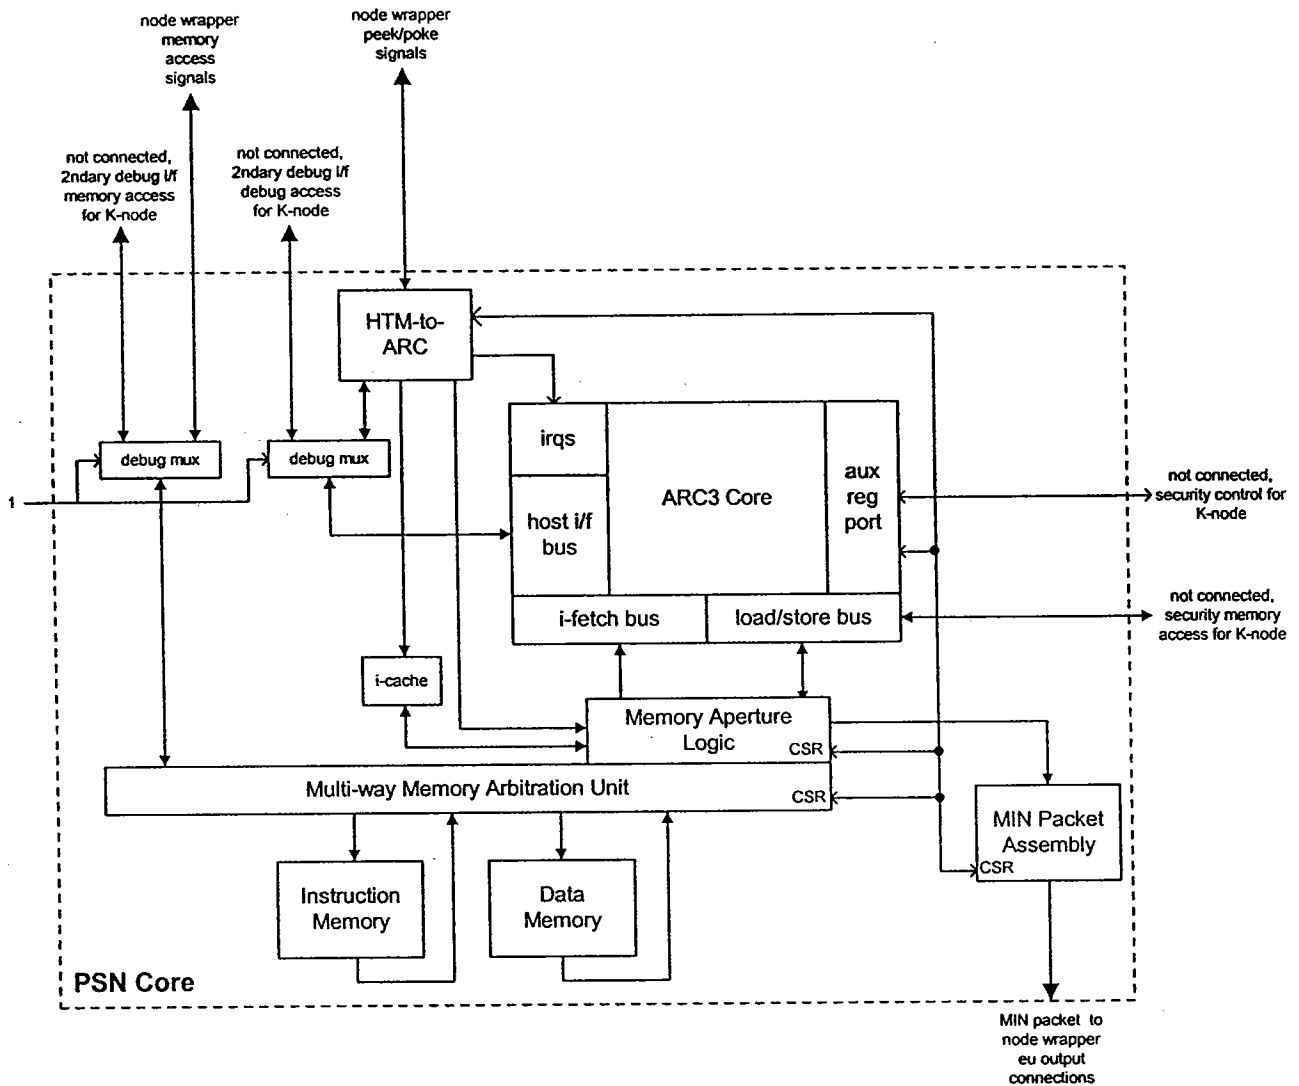 node wrapper
memory
access
signals
node wrapper
peek/poke
signals
not connected,
2ndary debug i/f
memory access
for K-node
not connected,
2ndary debug i/f
debug access
for K-node
HTM-to-
ARC
debug mux
debug mux
1
irqs
host i/f
bus
ARC3 Core
aux
reg
port
i-fetch bus
load/store bus
not connected,
security control for
K-node
not connected,
security memory
access for K-node
i-cache
Memory Aperture
Logic
CSR
Multi-way Memory Arbitration Unit
CSR
MIN Packet
Assembly
CSR
Instruction
Memory
Data
Memory
PSN Core
MIN packet to
node wrapper
eu output
connections